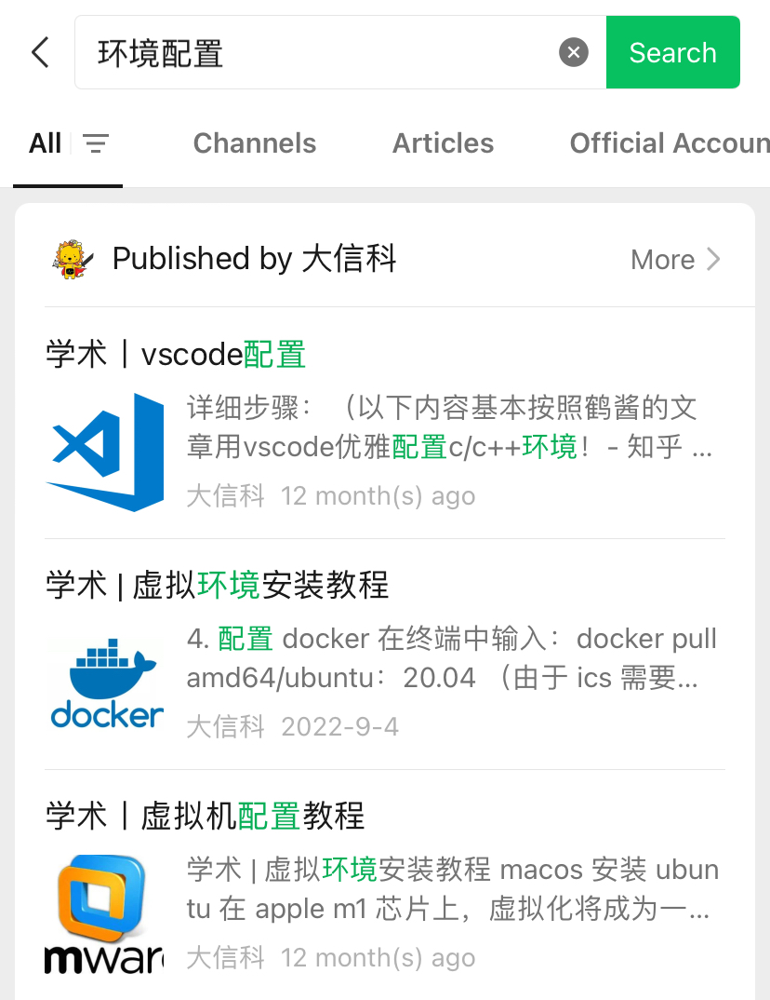 环境配置
Search
All
Channels
Articles
Official Accoun
Published by 大信科
More
学术丨vscode配置
详细步骤：（以下内容基本按照鹤酱的文
章用vscode优雅配置c/c++环境！- 知乎 ...
大信科 12 month(s) ago
学术 | 虚拟环境安装教程
4. 配置 docker 在终端中输入：docker pull
amd64/ubuntu：20.04 （由于 ics 需要...
docker
大信科 2022-9-4
学术丨虚拟机配置教程
学术 | 虚拟环境安装教程 macos 安装 ubun
tu 在 apple m1 芯片上，虚拟化将成为一...
mware
大信科 12 month(s) ago